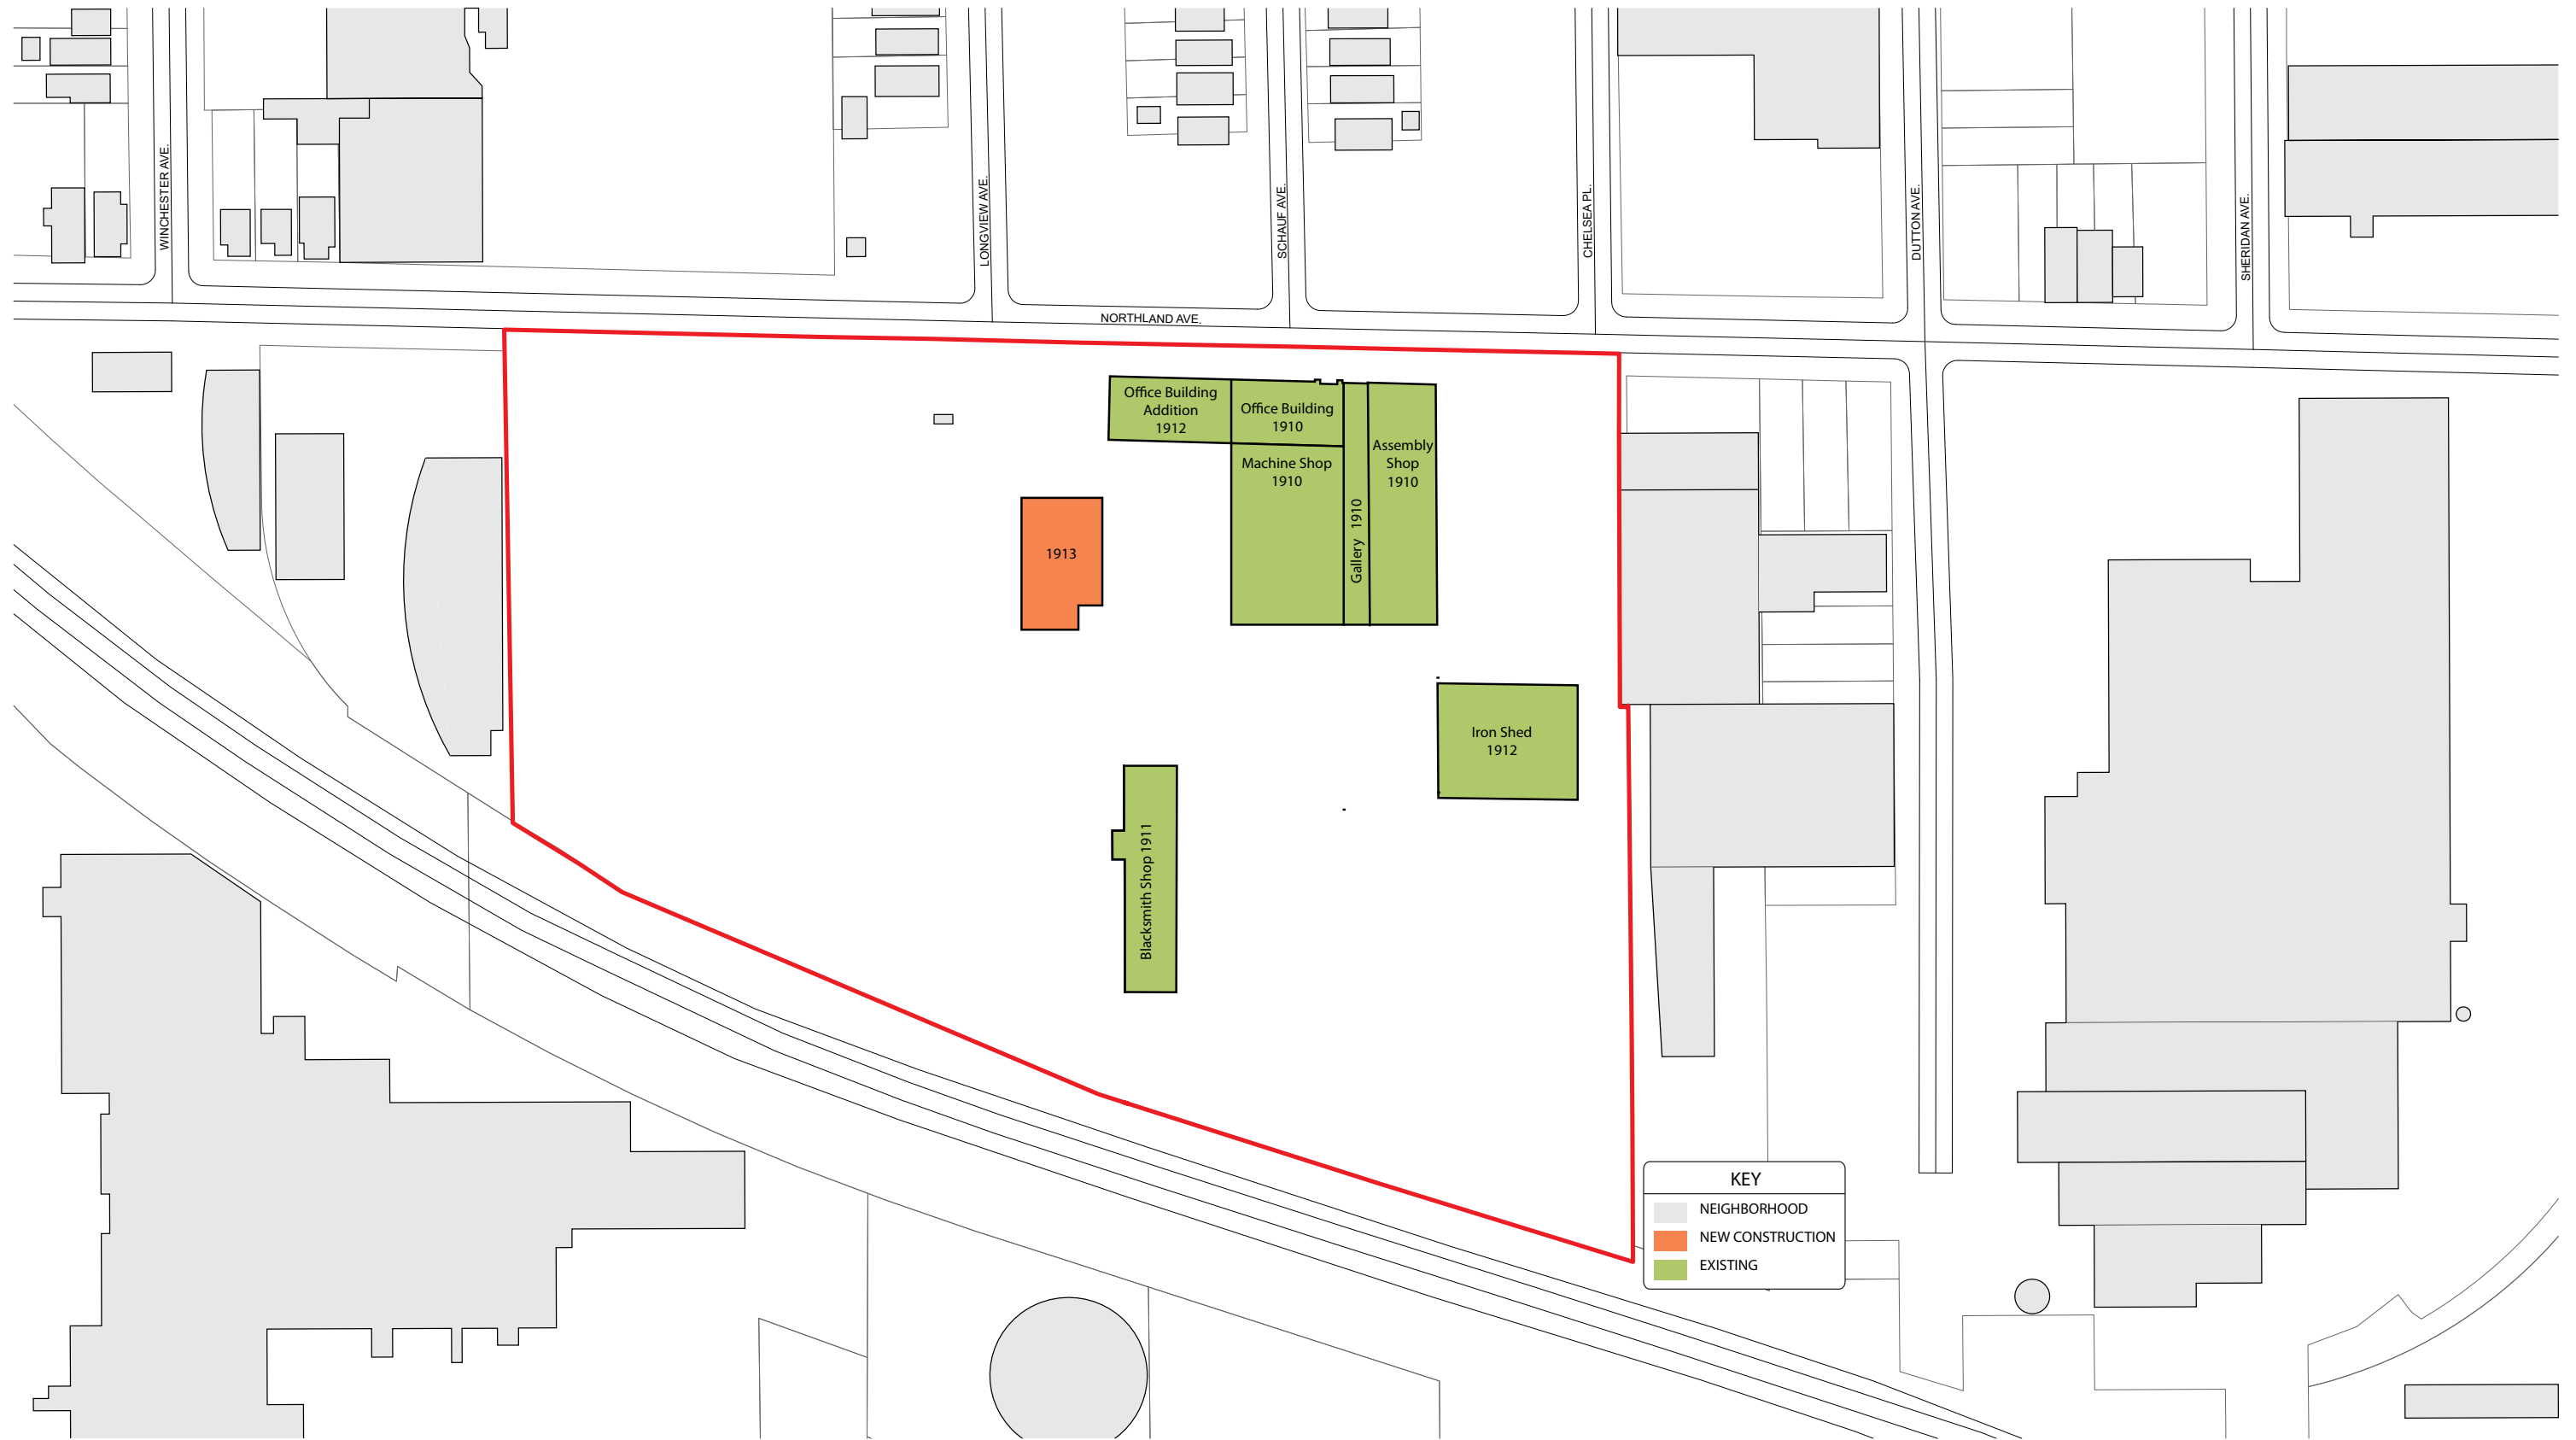 WINCHESTER AVE.
LONGVIEW AVE.
SCHAUF AVE.
CHELSEA PL.
DUTTON AVE.
SHERIDAN AVE.
NORTHLAND AVE.
Office Building
Addition
1912
Office Building
1910
Machine Shop
1910
Gallery 1910
Assembly
Shop
1910
1913
Iron Shed
1912
Blacksmith Shop 1911
KEY
NEIGHBORHOOD
NEW CONSTRUCTION
EXISTING